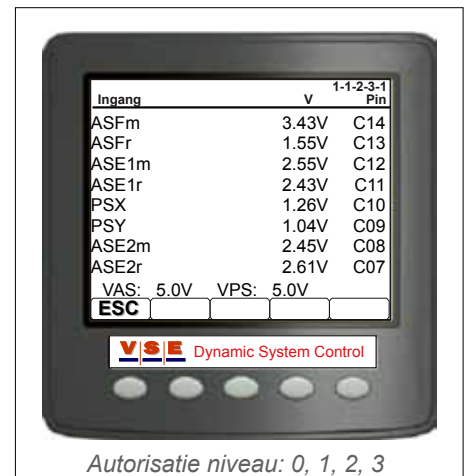 1-1-2-3-1
Ingang V Pin
ASFm 3.43V C14
ASFr 1.55V C13
ASE1m 2.55V C12
ASE1r 2.43V C11
PSX 1.26V C10
PSY 1.04V C09
ASE2m 2.45V C08
ASE2r 2.61V C07
VAS: 5.0V VPS: 5.0V
ESC
VSE Dynamic System Control
Autorisatie niveau: 0, 1, 2, 3